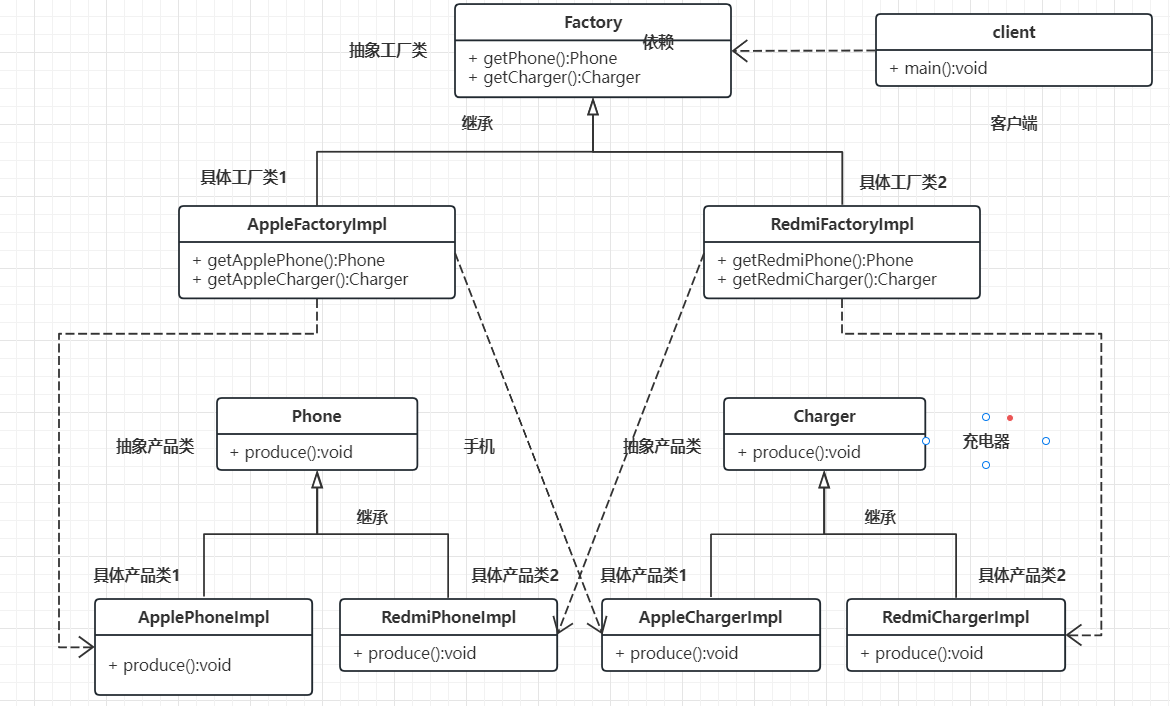 Factory
依赖
抽象工厂类
+ getPhone():Phone
+ getCharger():Charger
client
+ main():void
继承
客户端
具体工厂类1
具体工厂类2
AppleFactoryImpl
+ getApplePhone():Phone
+ getAppleCharger():Charger
RedmiFactoryImpl
+ getRedmiPhone():Phone
+ getRedmiCharger():Charger
Phone
+ produce():void
抽象产品类
手机
Charger
+ produce():void
抽象产品类
充电器
继承
继承
具体产品类1
具体产品类2
具体产品类1
具体产品类2
ApplePhoneImpl
+ produce():void
RedmiPhoneImpl
+ produce():void
AppleChargerImpl
+ produce():void
RedmiChargerImpl
+ produce():void